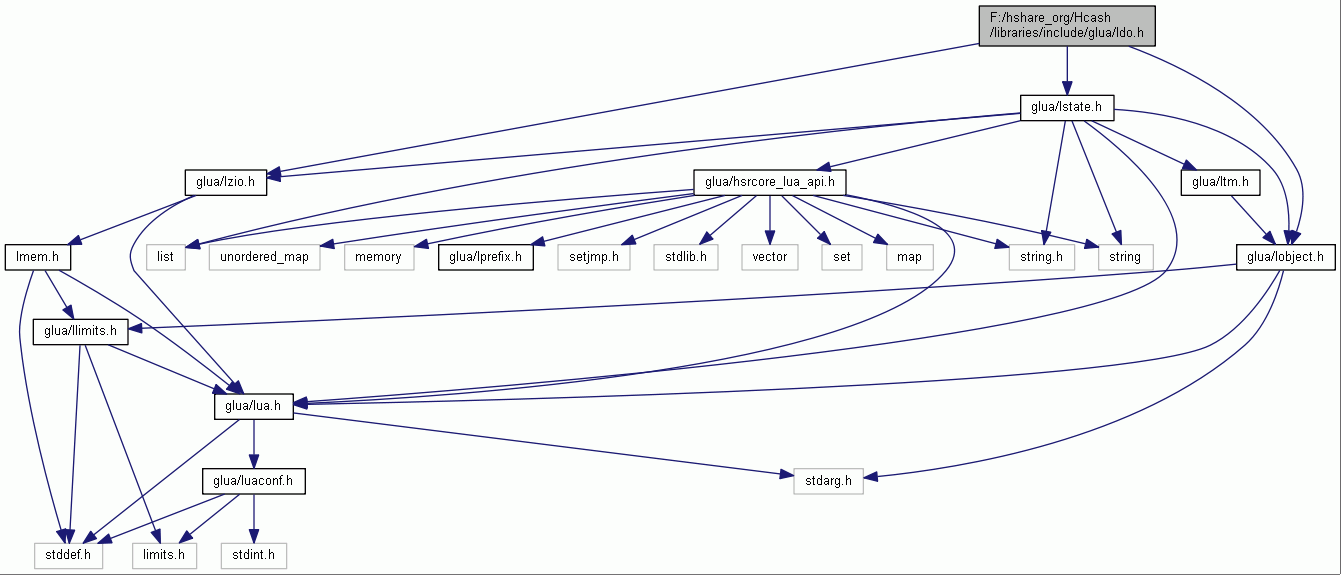 F:/hshare_org/Hcash
/libraries/include/glua/ldo.h
glua/lstate.h
glua/lzio.h
glua/hsrcore_lua_api.h
glua/ltm.h
lmem.h
list
unordered_map
memory
glua/lprefix.h
setjmp.h
stdlib.h
vector
set
map
string.h
string
glua/lobject.h
glua/llimits.h
glua/lua.h
glua/luaconf.h
stdarg.h
stddef.h
limits.h
stdint.h